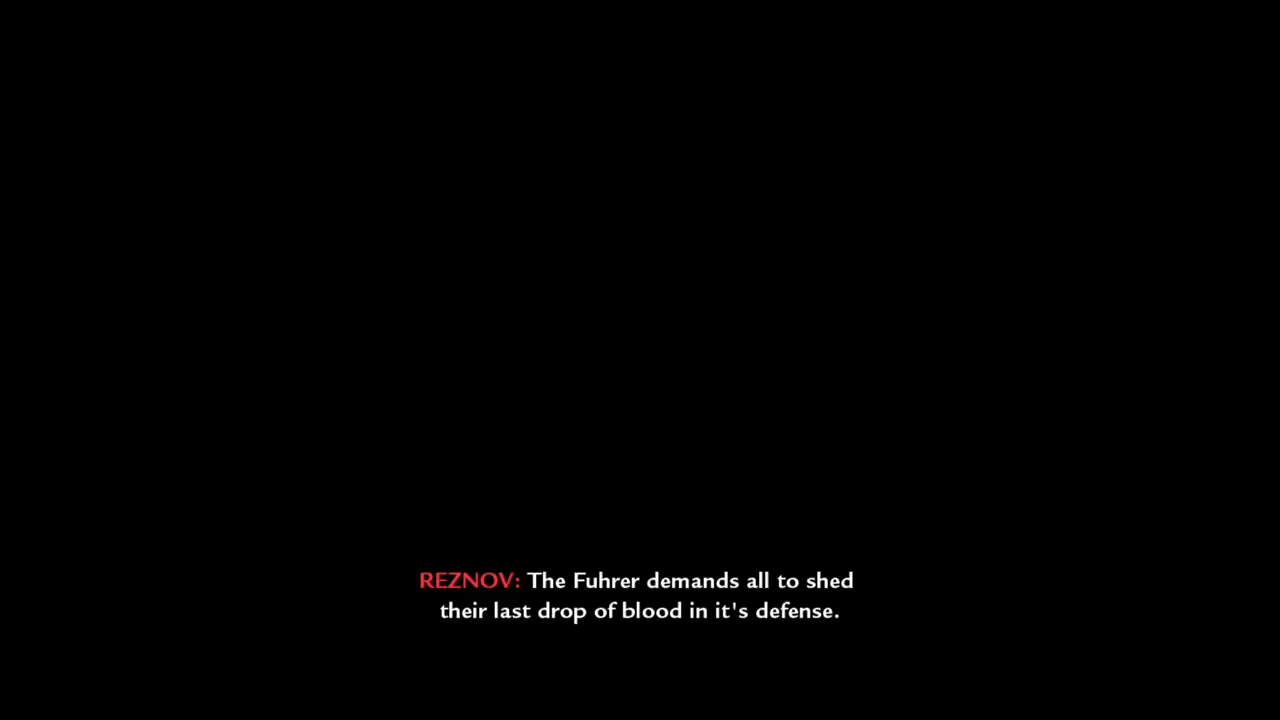 REZNOV: The Fuhrer demands all to shed
their last drop of blood in it's defense.